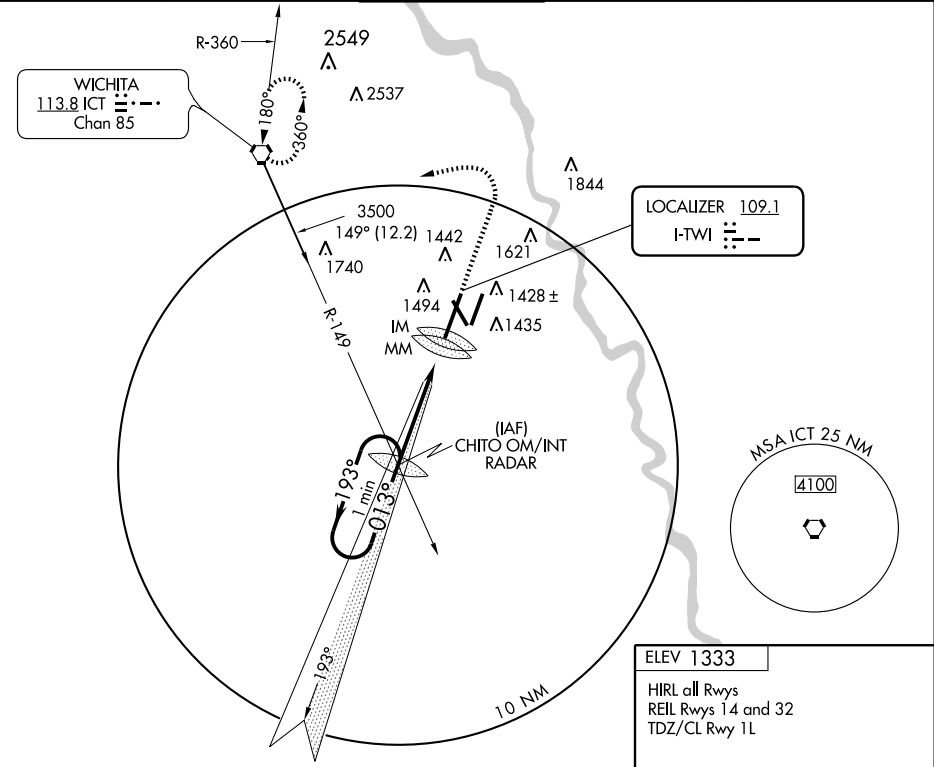 R-360
2549
2537
WICHITA
113.8 ICT
Chan 85
180°
360°
1844
LOCALIZER 109.1
I-TWI
3500
149° (12.2)
1442
1621
1740
1494
1428 ±
1435
R-149
IM
MM
(IAF)
CHITO OM/INT
RADAR
193°
1 min
013°
MSA ICT 25 NM
4100
193°
10 NM
ELEV 1333
HIRL all Rwys
REIL Rwys 14 and 32
TDZ/CL Rwy 1L